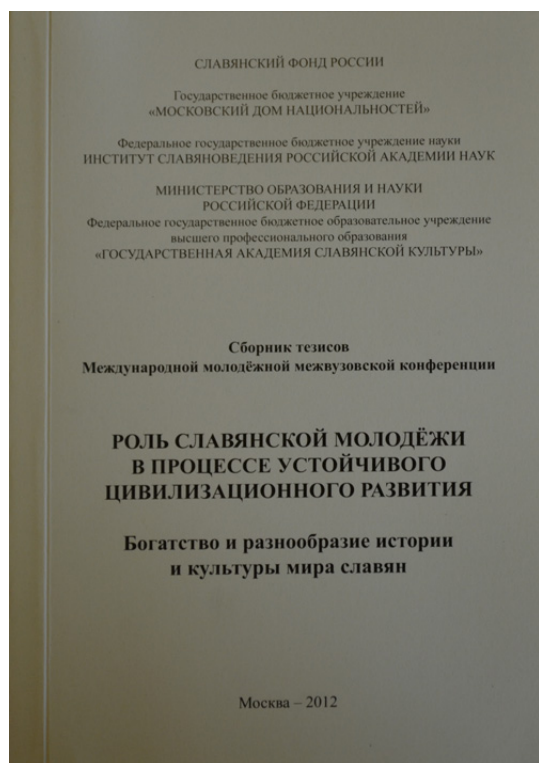 СЛАВЯНСКИЙ ФОНД РОССИИ
Государственное бюджетное учреждение
«МОСКОВСКИЙ ДОМ НАЦИОНАЛЬНОСТЕЙ»
Федеральное государственное бюджетное учреждение науки
ИНСТИТУТ СЛАВЯНОВЕДЕНИЯ РОССИЙСКОЙ АКАДЕМИИ НАУК
МИНИСТЕРСТВО ОБРАЗОВАНИЯ И НАУКИ
РОССИЙСКОЙ ФЕДЕРАЦИИ
Федеральное государственное бюджетное образовательное учреждение
высшего профессионального образования
«ГОСУДАРСТВЕННАЯ АКАДЕМИЯ СЛАВЯНСКОЙ КУЛЬТУРЫ»
Сборник тезисов
Международной молодёжной межвузовской конференции
РОЛЬ СЛАВЯНСКОЙ МОЛОДЁЖИ
В ПРОЦЕССЕ УСТОЙЧИВОГО
ЦИВИЛИЗАЦИОННОГО РАЗВИТИЯ
Богатство и разнообразие истории
и культуры мира славян
Москва – 2012